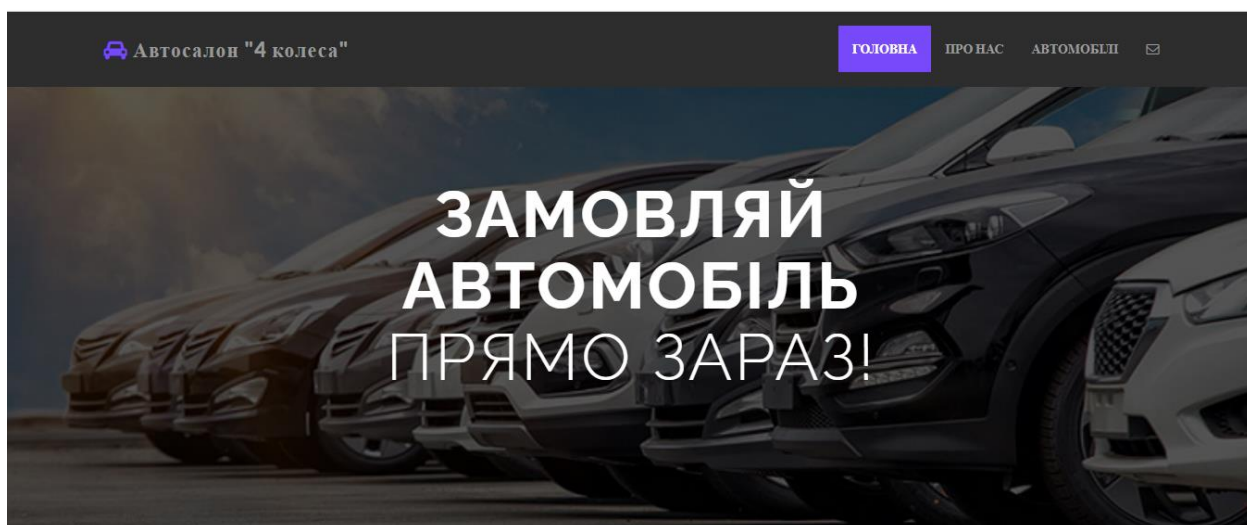 Автосалон "4 колеса"
ГОЛОВНА ПРО НАС АВТОМОБІЛІ
ЗАМОВЛЯЙ
АВТОМОБІЛЬ
ПРЯМО ЗАРАЗ!